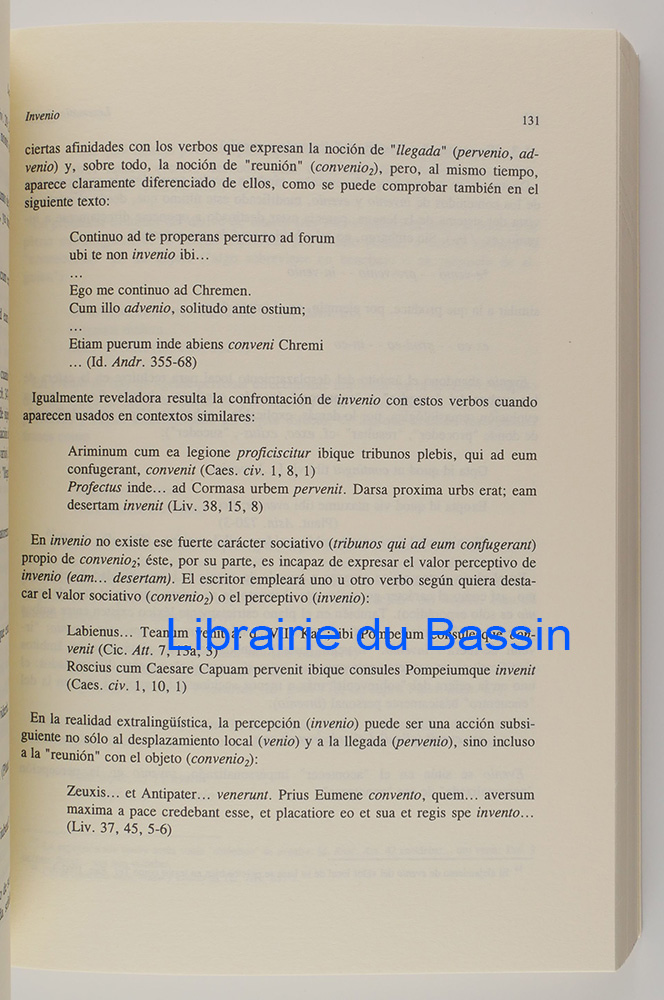 Invenio 131
ciertas afinidades con los verbos que expresan la noción de "llegada" (pervenio, ad-
venio) y, sobre todo, la noción de "reunión" (convenio₂), pero, al mismo tiempo,
aparece claramente diferenciado de ellos, como se puede comprobar también en el
siguiente texto:
Continuo ad te properans percurro ad forum
ubi te non invenio ibi...
...
Ego me continuo ad Chremen.
Cum illo advenio, solitudo ante ostium;
...
Etiam puerum inde abiens conveni Chremi
... (Id. Andr. 355-68)
Igualmente reveladora resulta la confrontación de invenio con estos verbos cuando
aparecen usados en contextos similares:
Ariminum cum ea legione proficiscitur ibique tribunos plebis, qui ad eum
confugerant, convenit (Caes. civ. 1, 8, 1)
Profectus inde... ad Cormasa urbem pervenit. Darsa proxima urbs erat; eam
desertam invenit (Liv. 38, 15, 8)
En invenio no existe ese fuerte carácter sociativo (tribunos qui ad eum confugerant)
propio de convenio₂; éste, por su parte, es incapaz de expresar el valor perceptivo de
invenio (eam... desertam). El escritor empleará uno u otro verbo según quiera desta-
car el valor sociativo (convenio₂) o el perceptivo (invenio):
Labienus... Teanum venit a. d. VII Kal.; ibi Pompeium consulesque con-
Librairie du Bassin
venit (Cic. Att. 7, 13a, 3)
Roscius cum Caesare Capuam pervenit ibique consules Pompeiumque invenit
(Caes. civ. 1, 10, 1)
En la realidad extralingüística, la percepción (invenio) puede ser una acción subsi-
guiente no sólo al desplazamiento local (venio) y a la llegada (pervenio), sino incluso
a la "reunión" con el objeto (convenio₂):
Zeuxis... et Antipater... venerunt. Prius Eumene convento, quem... aversum
maxima a pace credebant esse, et placatiore eo et sua et regis spe invento...
(Liv. 37, 45, 5-6)